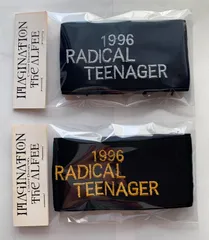 IMAGINATION
THE ALFEE
1996
RADICAL
TEENAGER
IMAGINATION
THE ALFEE
1996
RADICAL
TEENAGER